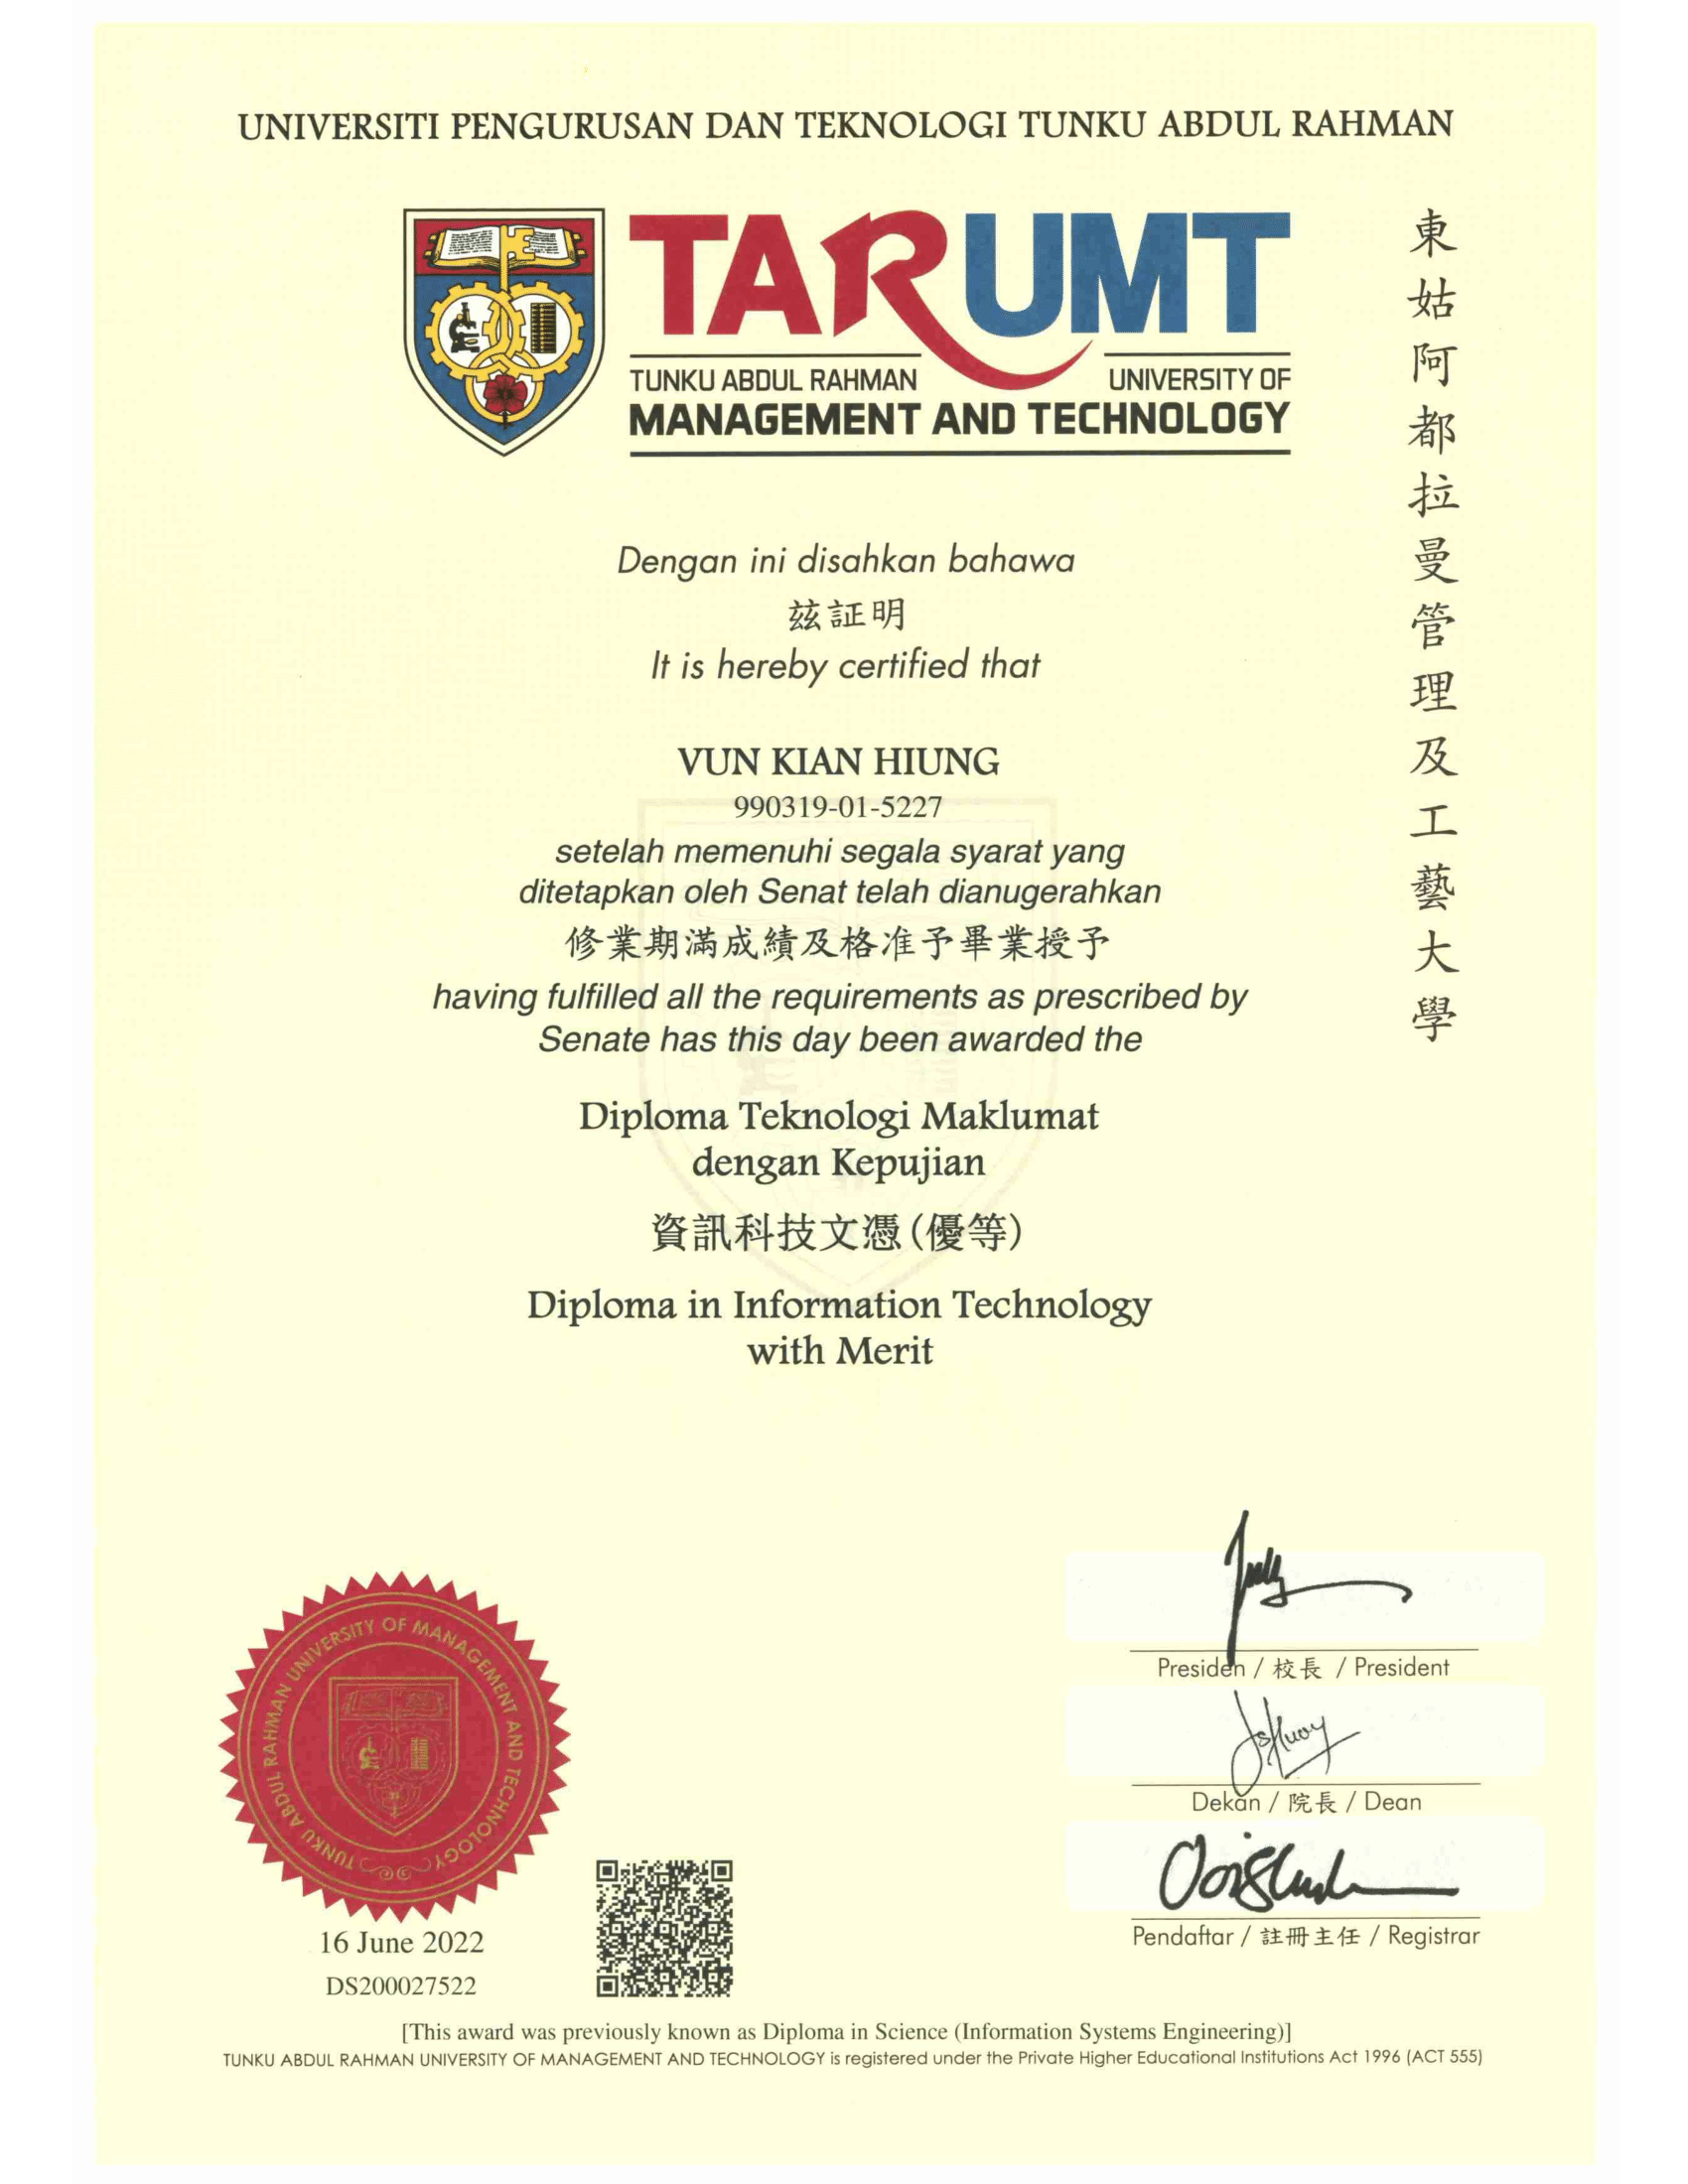 UNIVERSITI PENGURUSAN DAN TEKNOLOGI TUNKU ABDUL RAHMAN
TARUMT
TUNKU ABDUL RAHMAN UNIVERSITY OF
MANAGEMENT AND TECHNOLOGY
東姑阿都拉曼管理及工藝大學
Dengan ini disahkan bahawa
玆証明
It is hereby certified that
VUN KIAN HIUNG
990319-01-5227
setelah memenuhi segala syarat yang
ditetapkan oleh Senat telah dianugerahkan
修業期滿成績及格准予畢業授予
having fulfilled all the requirements as prescribed by
Senate has this day been awarded the
Diploma Teknologi Maklumat
dengan Kepujian
資訊科技文憑(優等)
Diploma in Information Technology
with Merit
Presiden / 校長 / President
Dekan / 院長 / Dean
Pendaftar / 註冊主任 / Registrar
TUNKU ABDUL RAHMAN UNIVERSITY OF MANAGEMENT AND TECHNOLOGY
16 June 2022
DS200027522
[This award was previously known as Diploma in Science (Information Systems Engineering)]
TUNKU ABDUL RAHMAN UNIVERSITY OF MANAGEMENT AND TECHNOLOGY is registered under the Private Higher Educational Institutions Act 1996 (ACT 555)